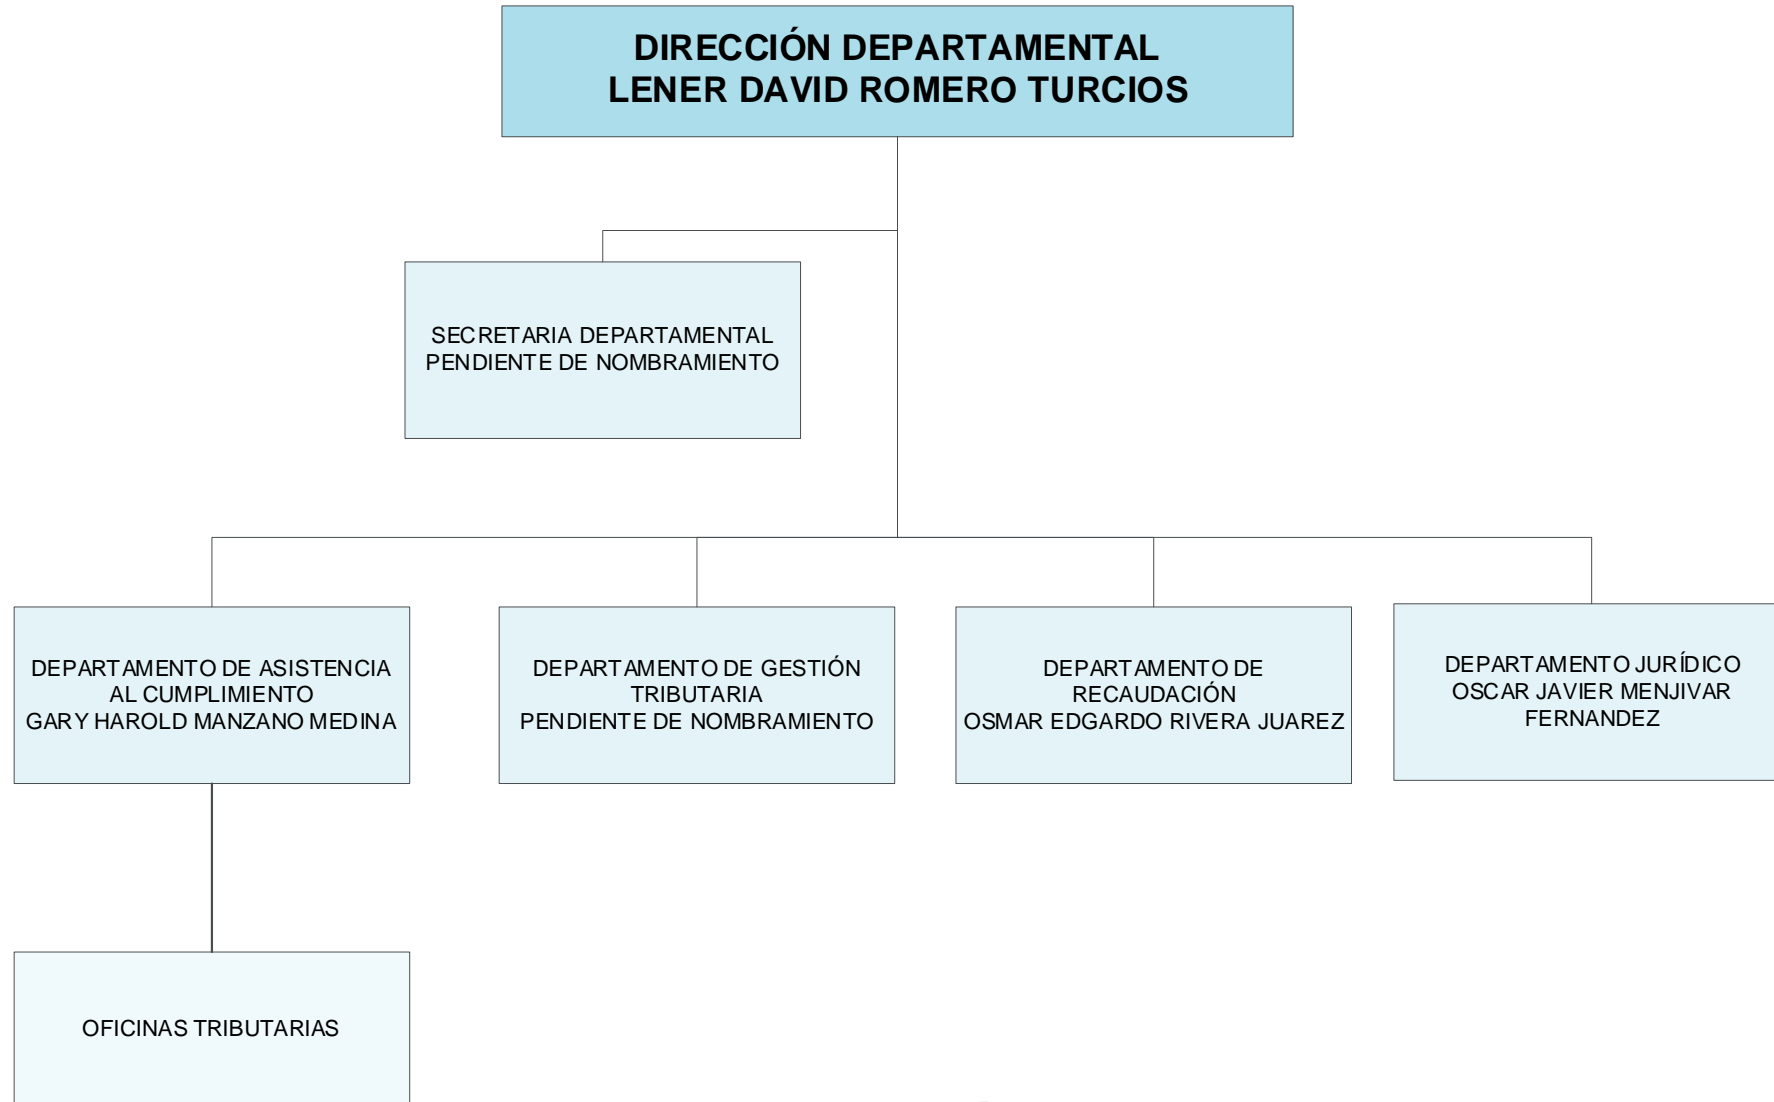 DIRECCIÓN DEPARTAMENTAL
LENER DAVID ROMERO TURCIOS
SECRETARIA DEPARTAMENTAL
PENDIENTE DE NOMBRAMIENTO
DEPARTAMENTO DE ASISTENCIA
AL CUMPLIMIENTO
GARY HAROLD MANZANO MEDINA
DEPARTAMENTO DE GESTIÓN
TRIBUTARIA
PENDIENTE DE NOMBRAMIENTO
DEPARTAMENTO DE
RECAUDACIÓN
OSMAR EDGARDO RIVERA JUAREZ
DEPARTAMENTO JURÍDICO
OSCAR JAVIER MENJIVAR
FERNANDEZ
OFICINAS TRIBUTARIAS